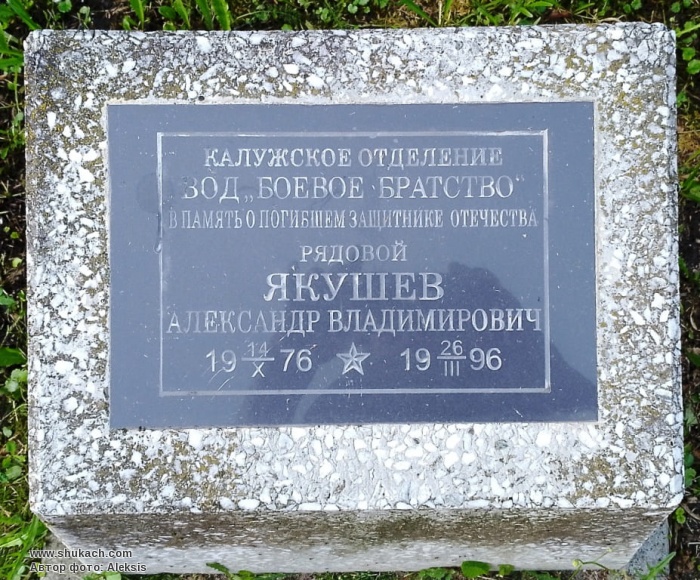 КАЛУЖСКОЕ ОТДЕЛЕНИЕ
ВОД „БОЕВОЕ БРАТСТВО“
В ПАМЯТЬ О ПОГИБШЕМ ЗАЩИТНИКЕ ОТЕЧЕСТВА
РЯДОВОЙ
ЯКУШЕВ
АЛЕКСАНДР ВЛАДИМИРОВИЧ
19 14/X 76 ★ 19 26/III 96
www.shukach.com
Автор фото: Aleksis